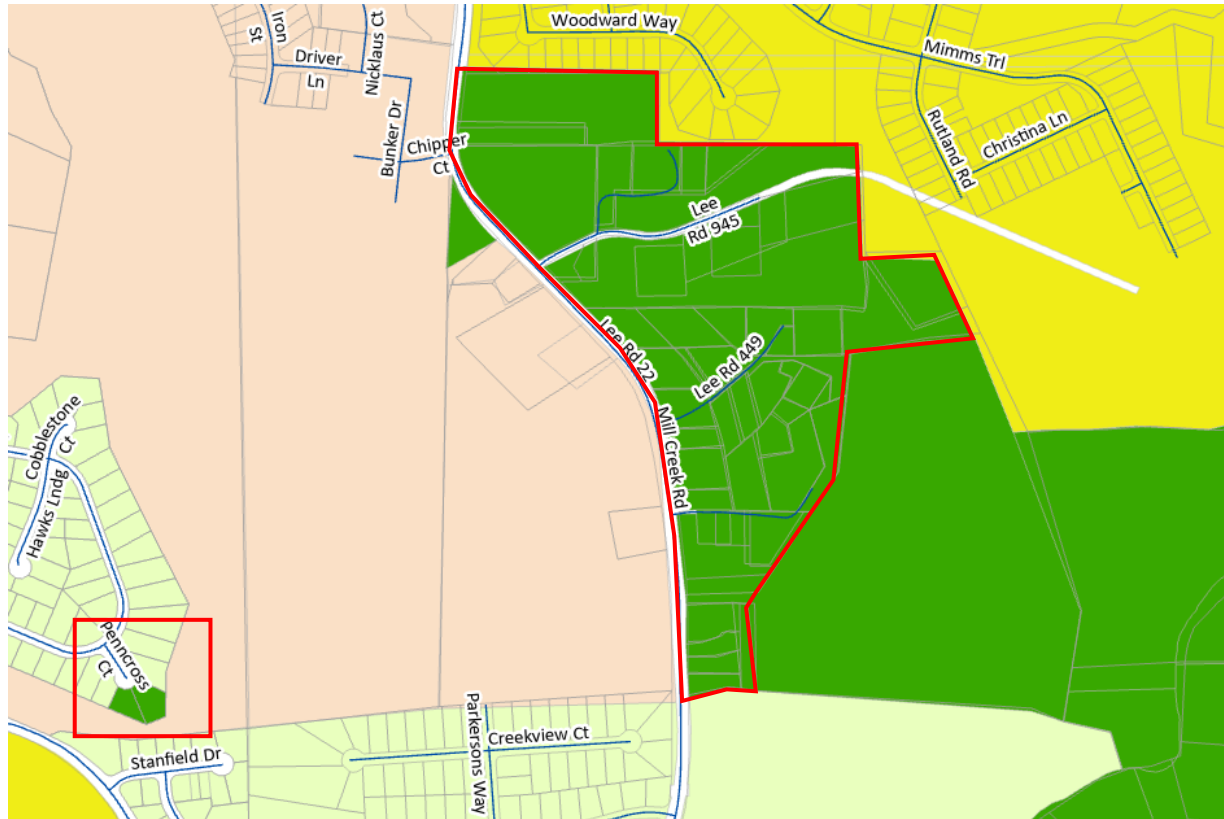 Woodward Way
Iron
St
Driver
Ln
Nicklaus Ct
Bunker Dr
Chipper
Ct
Mimms Trl
Rutland Rd
Christina Ln
Lee
Rd 945
Lee Rd 22
Lee Rd 449
Mill Creek Rd
Cobblestone
Ct
Hawks Lndg
Penncross
Ct
Stanfield Dr
Parkersons Way
Creekview Ct